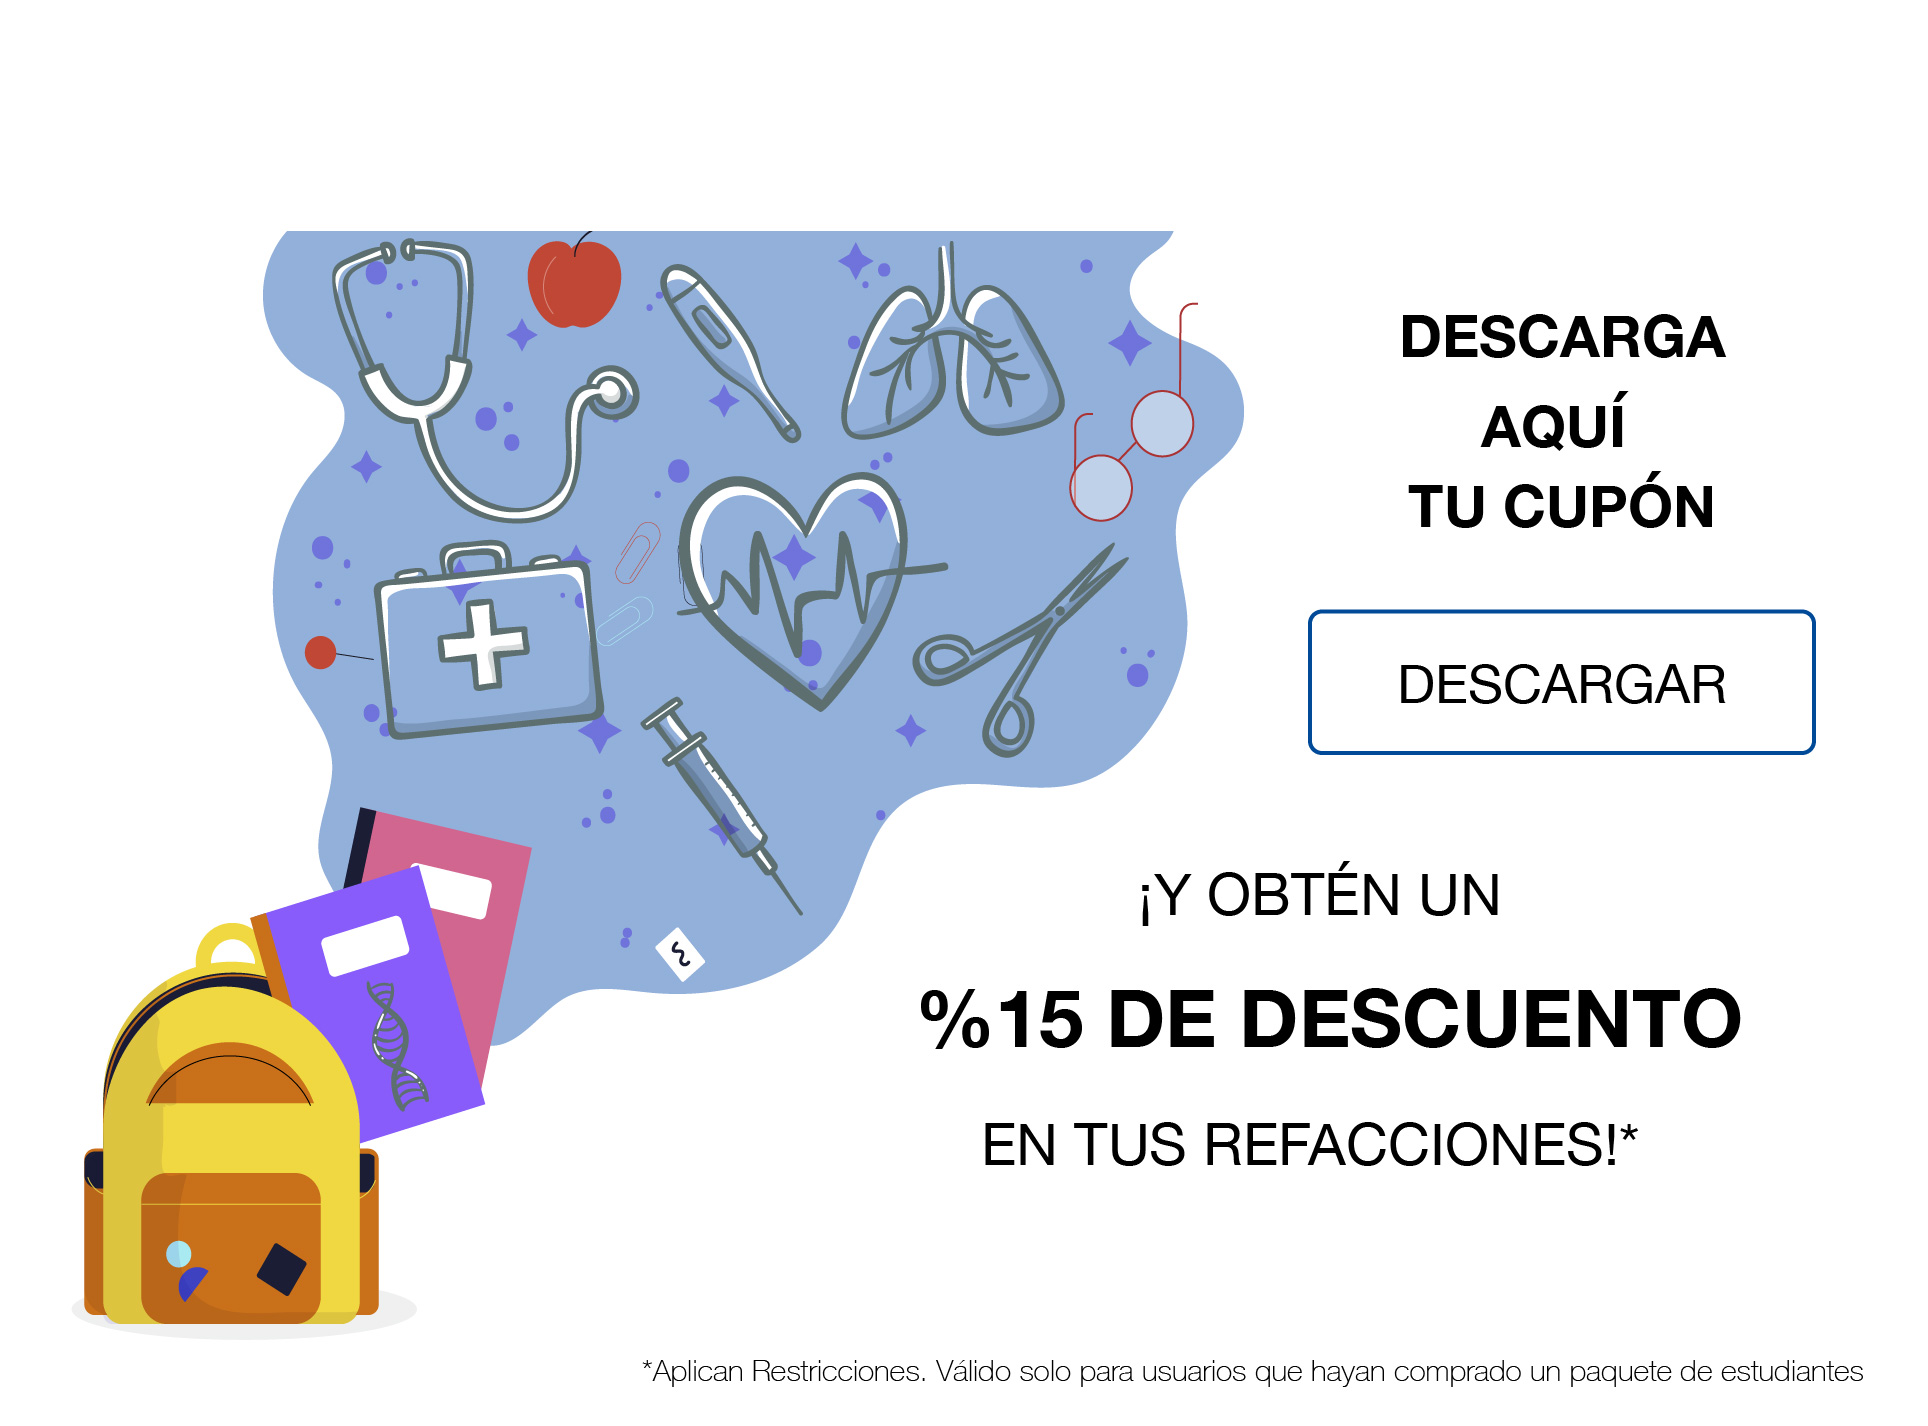 DESCARGA
AQUÍ
TU CUPÓN
DESCARGAR
¡Y OBTÉN UN
%15 DE DESCUENTO
EN TUS REFACCIONES!*
*Aplican Restricciones. Válido solo para usuarios que hayan comprado un paquete de estudiantes